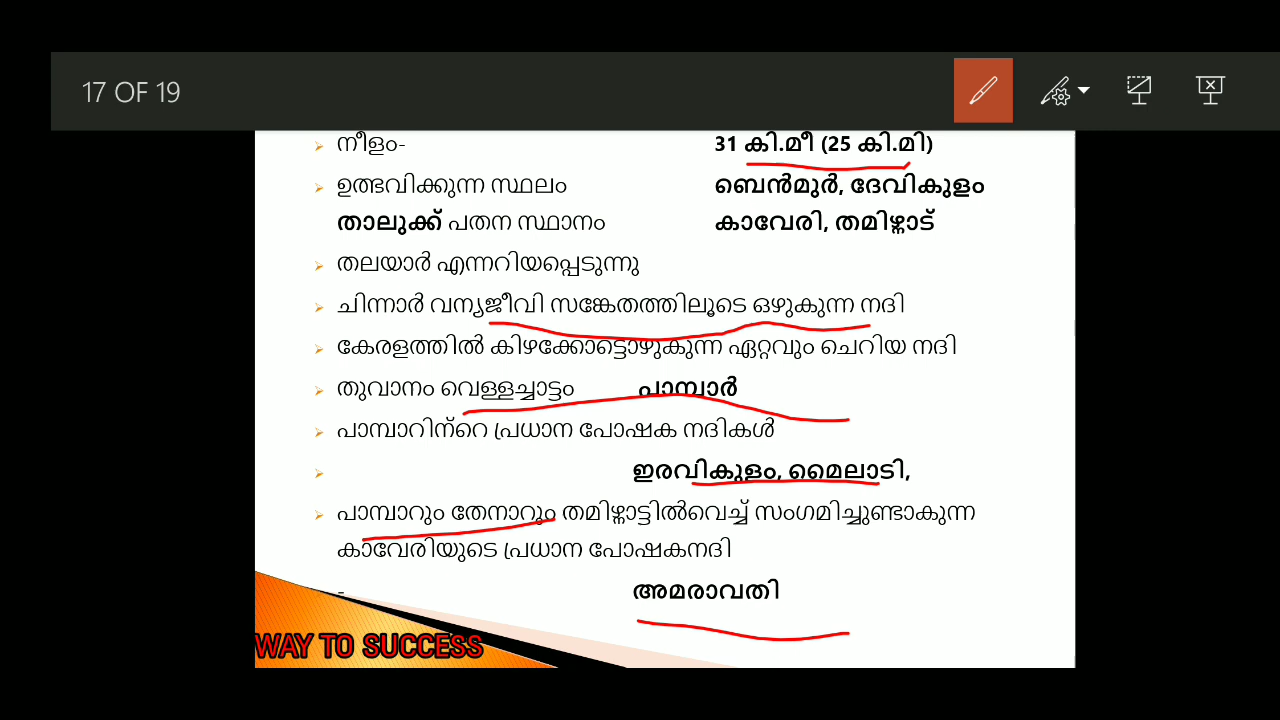 17 OF 19
നീളം- 31 കി.മീ (25 കി.മി)
ഉത്ഭവിക്കുന്ന സ്ഥലം ബെൻമുർ, ദേവികുളം
താലുക്ക് പതന സ്ഥാനം കാവേരി, തമിഴ്നാട്
തലയാർ എന്നറിയപ്പെടുന്നു
ചിന്നാർ വന്യജീവി സങ്കേതത്തിലൂടെ ഒഴുകുന്ന നദി
കേരളത്തിൽ കിഴക്കോട്ടൊഴുകുന്ന ഏറ്റവും ചെറിയ നദി
തുവാനം വെള്ളച്ചാട്ടം പാമ്പാർ
പാമ്പാറിൻറെ പ്രധാന പോഷക നദികൾ
ഇരവികുളം, മൈലാടി,
പാമ്പാറും തേനാറും തമിഴ്നാട്ടിൽവെച്ച് സംഗമിച്ചുണ്ടാകുന്ന
കാവേരിയുടെ പ്രധാന പോഷകനദി
- അമരാവതി
WAY TO SUCCESS